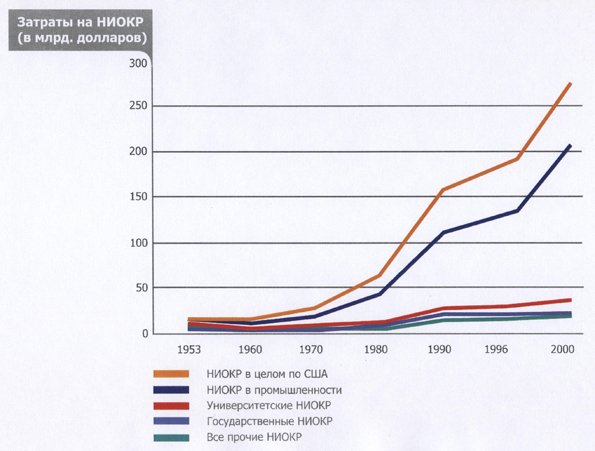 Затраты на НИОКР
(в млрд. долларов)
300
250
200
150
100
50
0
1953 1960 1970 1980 1990 1996 2000
НИОКР в целом по США
НИОКР в промышленности
Университетские НИОКР
Государственные НИОКР
Все прочие НИОКР